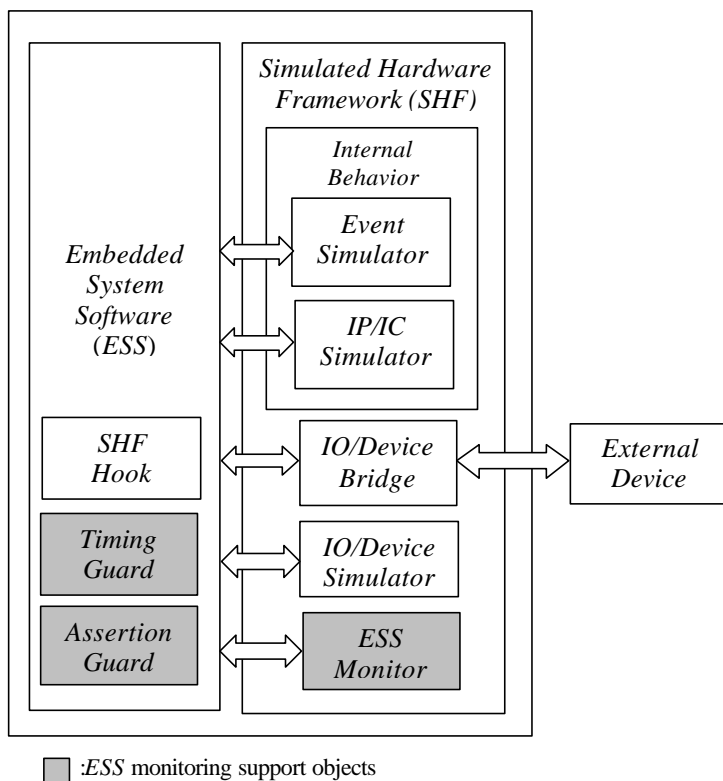 Simulated Hardware
Framework (SHF)
Internal
Behavior
Event
Simulator
Embedded
System
Software
(ESS)
IP/IC
Simulator
SHF
Hook
IO/Device
Bridge
External
Device
Timing
Guard
IO/Device
Simulator
Assertion
Guard
ESS
Monitor
:ESS monitoring support objects